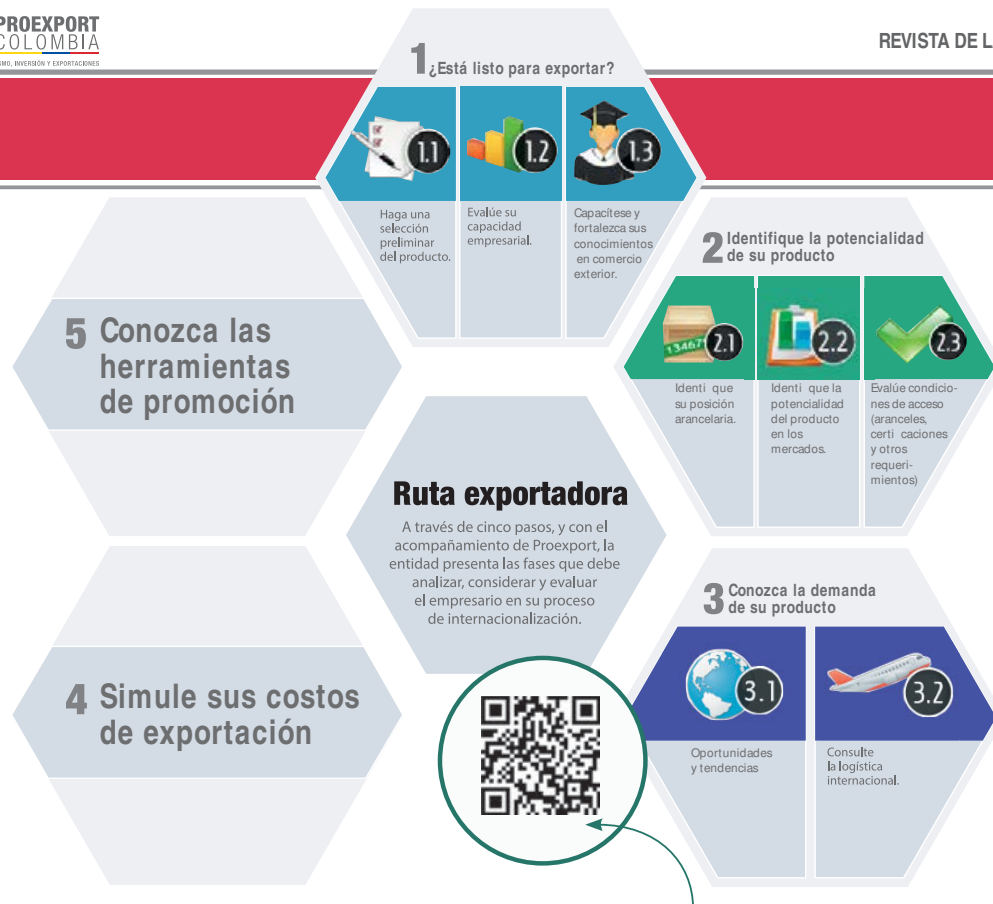 PROEXPORT
COLOMBIA
SMO, INVERSIÓN Y EXPORTACIONES
REVISTA DE L
1 ¿Está listo para exportar?
1.1
1.2
1.3
Haga una
selección
preliminar
del producto.
Evalúe su
capacidad
empresarial.
Capacítese y
fortalezca sus
conocimientos
en comercio
exterior.
2 Identifique la potencialidad
de su producto
2.1
2.2
2.3
Identi que
su posición
arancelaria.
Identi que la
potencialidad
del producto
en los
mercados.
Evalúe condicio-
nes de acceso
(aranceles,
certi caciones
y otros
requeri-
mientos)
5 Conozca las
herramientas
de promoción
Ruta exportadora
A través de cinco pasos, y con el
acompañamiento de Proexport, la
entidad presenta las fases que debe
analizar, considerar y evaluar
el empresario en su proceso
de internacionalización.
3 Conozca la demanda
de su producto
3.1
3.2
Oportunidades
y tendencias
Consulte
la logística
internacional.
4 Simule sus costos
de exportación